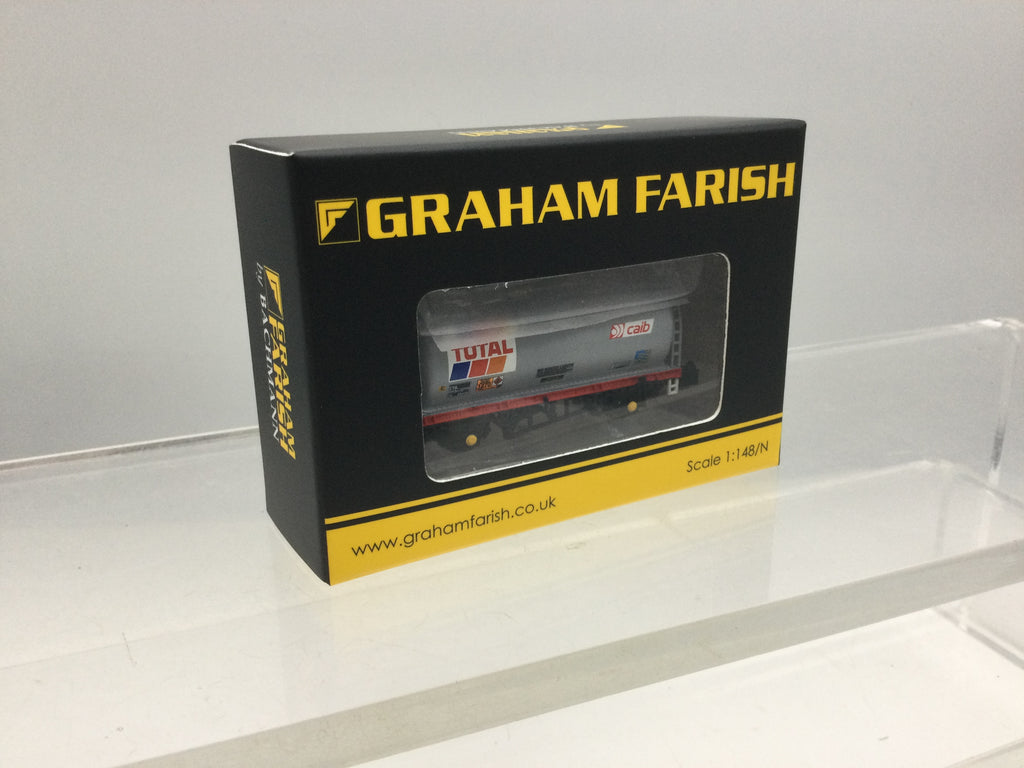 GRAHAM FARISH
GRAHAM
FARISH
by BACHMANN
TOTAL
caib
Scale 1:148/N
www.grahamfarish.co.uk